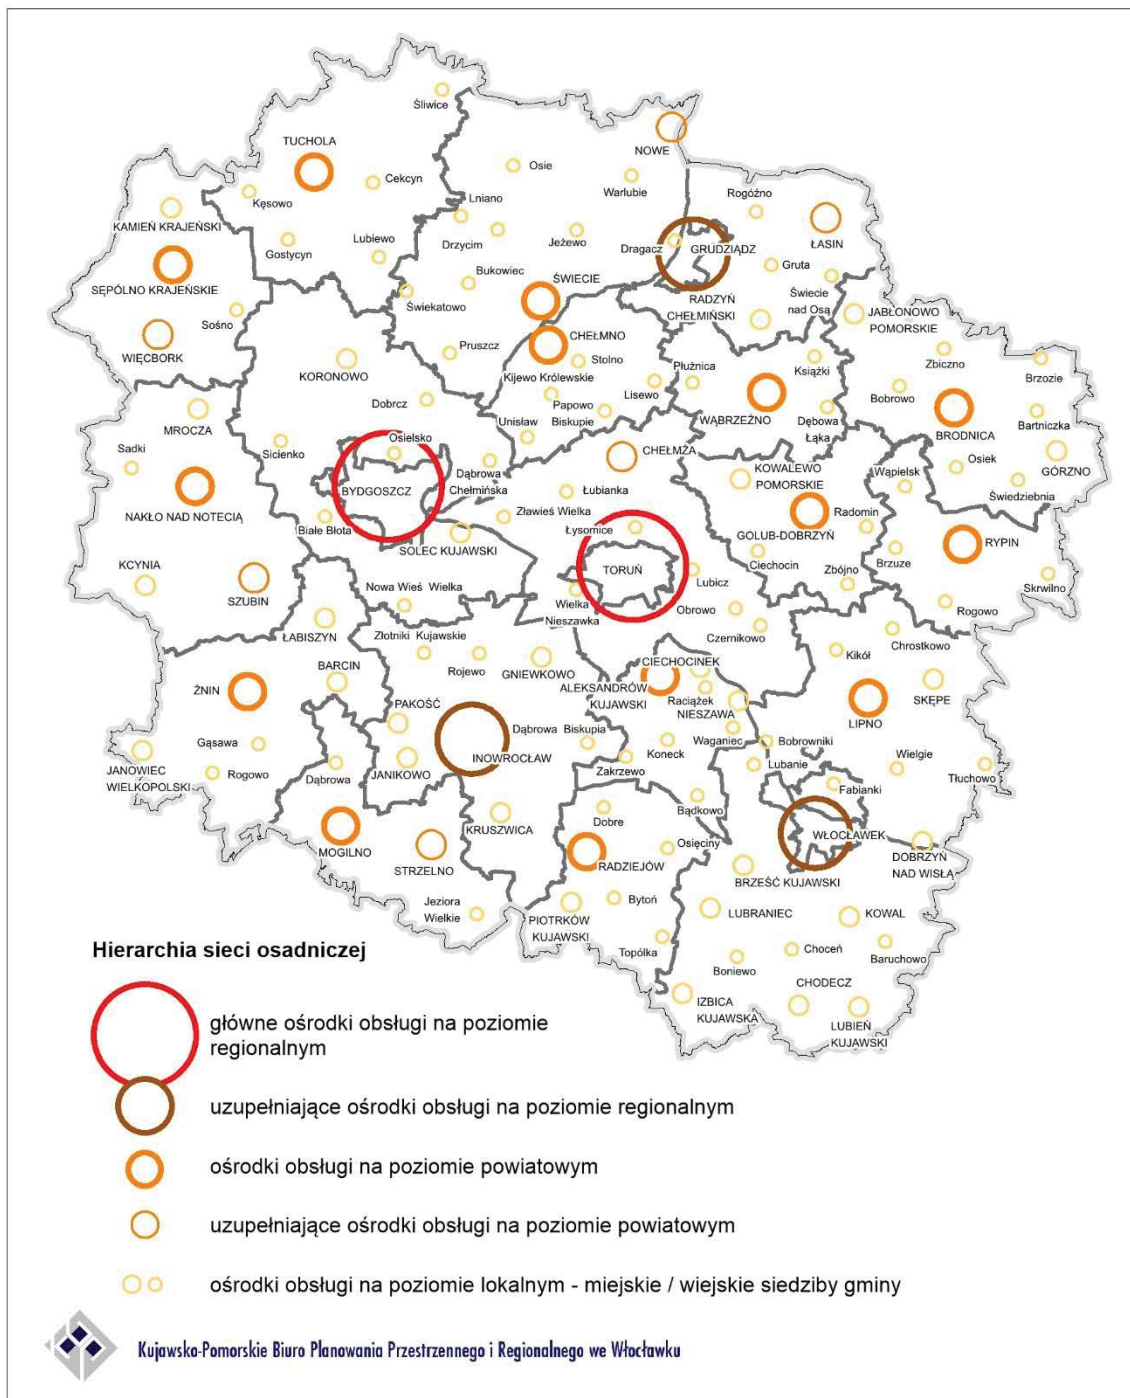 Śliwice
TUCHOLA
NOWE
Osie
Cekcyn
Warlubie
Rogóźno
Kęsowo
Lniano
KAMIEŃ KRAJEŃSKI
ŁASIN
Lubiewo
Drzycim
Jeżewo
Dragacz
GRUDZIĄDZ
Gostycyn
Gruta
Bukowiec
ŚWIECIE
SĘPÓLNO KRAJEŃSKIE
Świekatowo
RADZYŃ
CHEŁMIŃSKI
Świecie
nad Osą
JABŁONOWO
POMORSKIE
Sośno
CHEŁMNO
WIĘCBORK
Pruszcz
Stolno
Zbiczno
KORONOWO
Kijewo Królewskie
Płużnica
Książki
Brzozie
Lisewo
Bobrowo
Dobrcz
Papowo
Biskupie
WĄBRZEŹNO
Dębowa
Łąka
Unisław
BRODNICA
Bartniczka
MROCZA
Osielsko
Sadki
Sicienko
CHEŁMŻA
KOWALEWO
POMORSKIE
Wąpielsk
Osiek
GÓRZNO
Dąbrowa
Chełmińska
BYDGOSZCZ
Łubianka
Świedziebnia
NAKŁO NAD NOTECIĄ
Zławieś Wielka
Radomin
Białe Błota
Łysomice
GOLUB-DOBRZYŃ
RYPIN
SOLEC KUJAWSKI
KCYNIA
TORUŃ
Ciechocin
Brzuze
Lubicz
Zbójno
Skrwilno
SZUBIN
Nowa Wieś Wielka
Wielka
Nieszawka
Obrowo
Rogowo
ŁABISZYN
Złotniki Kujawskie
Czernikowo
Chrostkowo
Kikół
BARCIN
Rojewo
GNIEWKOWO
CIECHOCINEK
ŻNIN
ALEKSANDRÓW
KUJAWSKI
Raciążek
NIESZAWA
SKĘPE
PAKOŚĆ
LIPNO
Dąbrowa Biskupia
Waganiec
Bobrowniki
Gąsawa
INOWROCŁAW
Koneck
Wielgie
JANOWIEC
WIELKOPOLSKI
Rogowo
Dąbrowa
JANIKOWO
Zakrzewo
Lubanie
Tłuchowo
Fabianki
Bądkowo
KRUSZWICA
Dobre
WŁOCŁAWEK
MOGILNO
Osięciny
STRZELNO
RADZIEJÓW
BRZEŚĆ KUJAWSKI
DOBRZYŃ
NAD WISŁĄ
Jeziora
Wielkie
Bytoń
PIOTRKÓW
KUJAWSKI
LUBRANIEC
KOWAL
Topólka
Choceń
Baruchowo
Boniewo
CHODECZ
IZBICA
KUJAWSKA
LUBIEŃ
KUJAWSKI
Hierarchia sieci osadniczej
główne ośrodki obsługi na poziomie
regionalnym
uzupełniające ośrodki obsługi na poziomie regionalnym
ośrodki obsługi na poziomie powiatowym
uzupełniające ośrodki obsługi na poziomie powiatowym
ośrodki obsługi na poziomie lokalnym - miejskie / wiejskie siedziby gminy
Kujawsko-Pomorskie Biuro Planowania Przestrzennego i Regionalnego we Włocławku